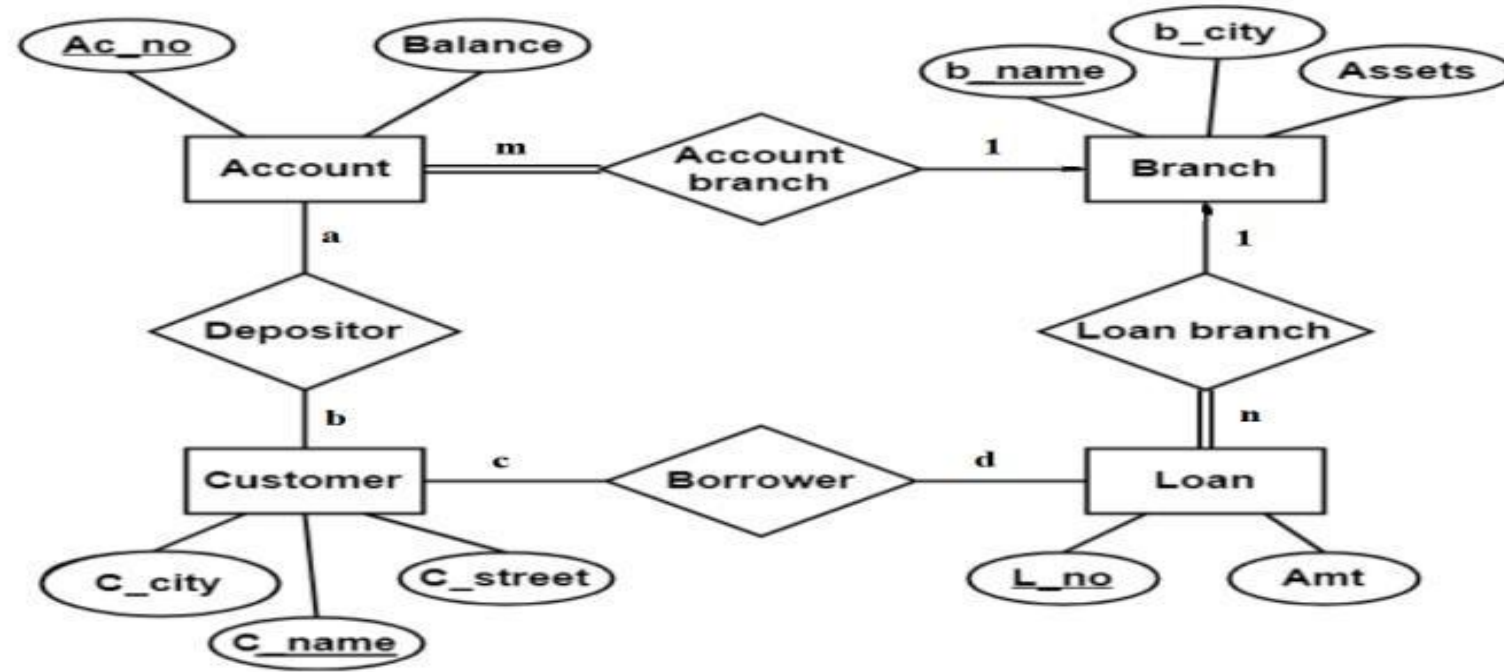 Ac_no
Balance
b_name
b_city
Assets
Account
m
Account
branch
1
Branch
a
1
Depositor
Loan branch
b
n
Customer
c
Borrower
d
Loan
C_city
C_name
C_street
L_no
Amt